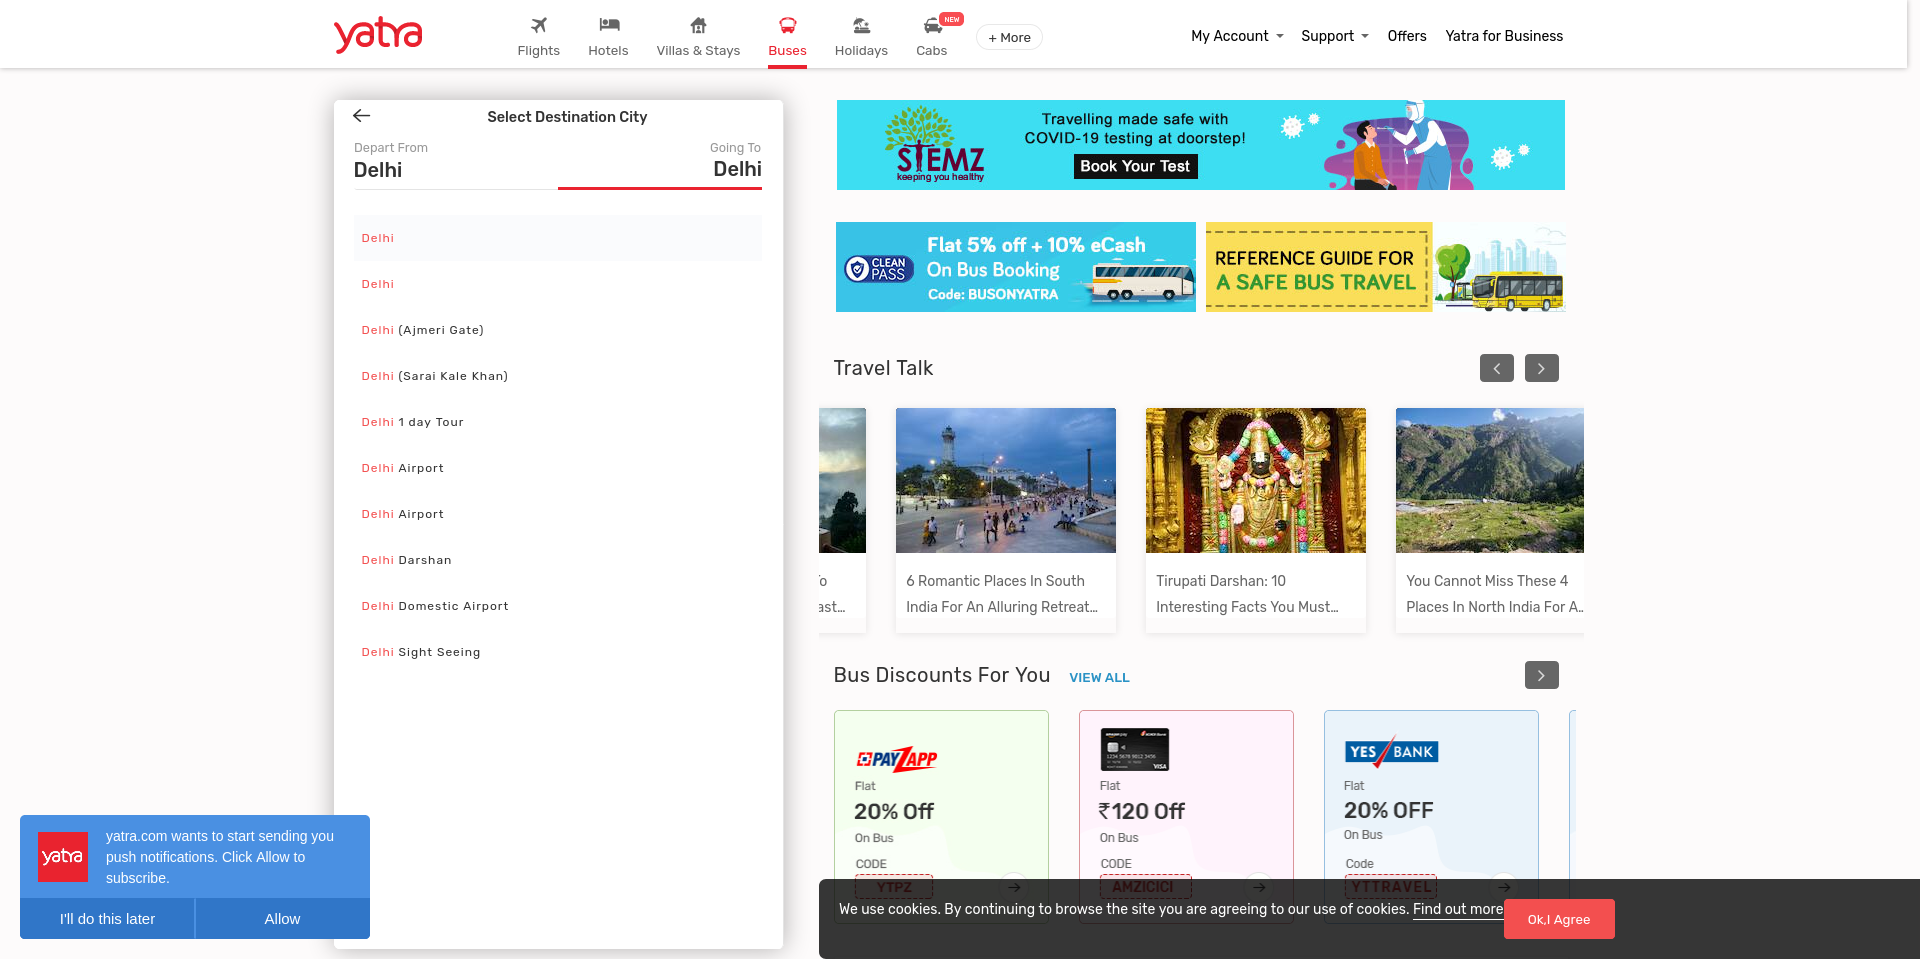 yatra
Flights
Hotels
Villas & Stays
Buses
Holidays
NEW
Cabs
+ More
My Account
Support
Offers
Yatra for Business
Select Destination City
Depart From
Delhi
Going To
Delhi
Delhi
Delhi
Delhi (Ajmeri Gate)
Delhi (Sarai Kale Khan)
Delhi 1 day Tour
Delhi Airport
Delhi Airport
Delhi Darshan
Delhi Domestic Airport
Delhi Sight Seeing
STEMZ
keeping you healthy
Travelling made safe with
COVID-19 testing at doorstep!
Book Your Test
CLEAN
PASS
Flat 5% off + 10% eCash
On Bus Booking
Code: BUSONYATRA
REFERENCE GUIDE FOR
A SAFE BUS TRAVEL
Travel Talk
To
ast...
6 Romantic Places In South
India For An Alluring Retreat...
Tirupati Darshan: 10
Interesting Facts You Must...
You Cannot Miss These 4
Places In North India For A...
Bus Discounts For You
VIEW ALL
PAYZAPP
Flat
20% Off
On Bus
CODE
YTPZ
VISA
Flat
₹120 Off
On Bus
CODE
AMZICICI
YES BANK
Flat
20% OFF
On Bus
Code
YTTRAVEL
yatra
yatra.com wants to start sending you
push notifications. Click Allow to
subscribe.
I'll do this later
Allow
We use cookies. By continuing to browse the site you are agreeing to our use of cookies. Find out more
Ok,I Agree